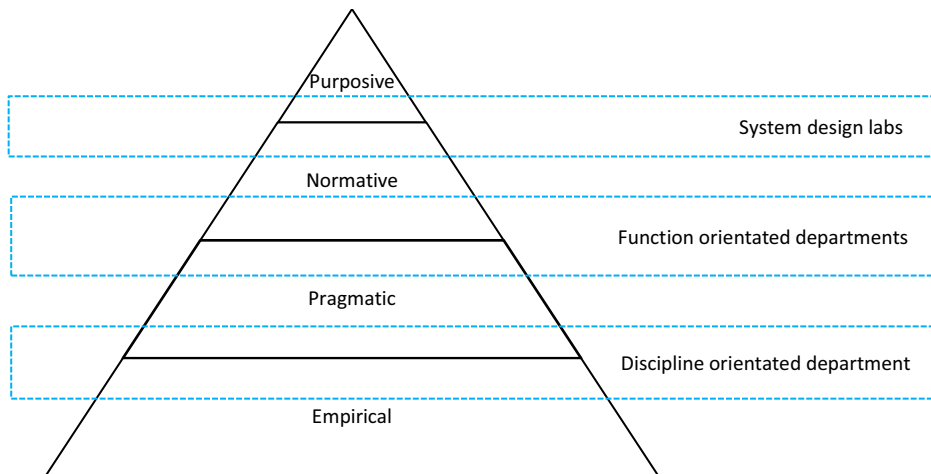 Purposive
System design labs
Normative
Function orientated departments
Pragmatic
Discipline orientated department
Empirical